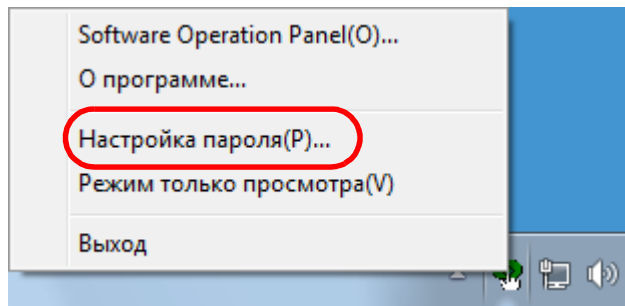 Software Operation Panel(O)...
О программе...
Настройка пароля(P)...
Режим только просмотра(V)
Выход